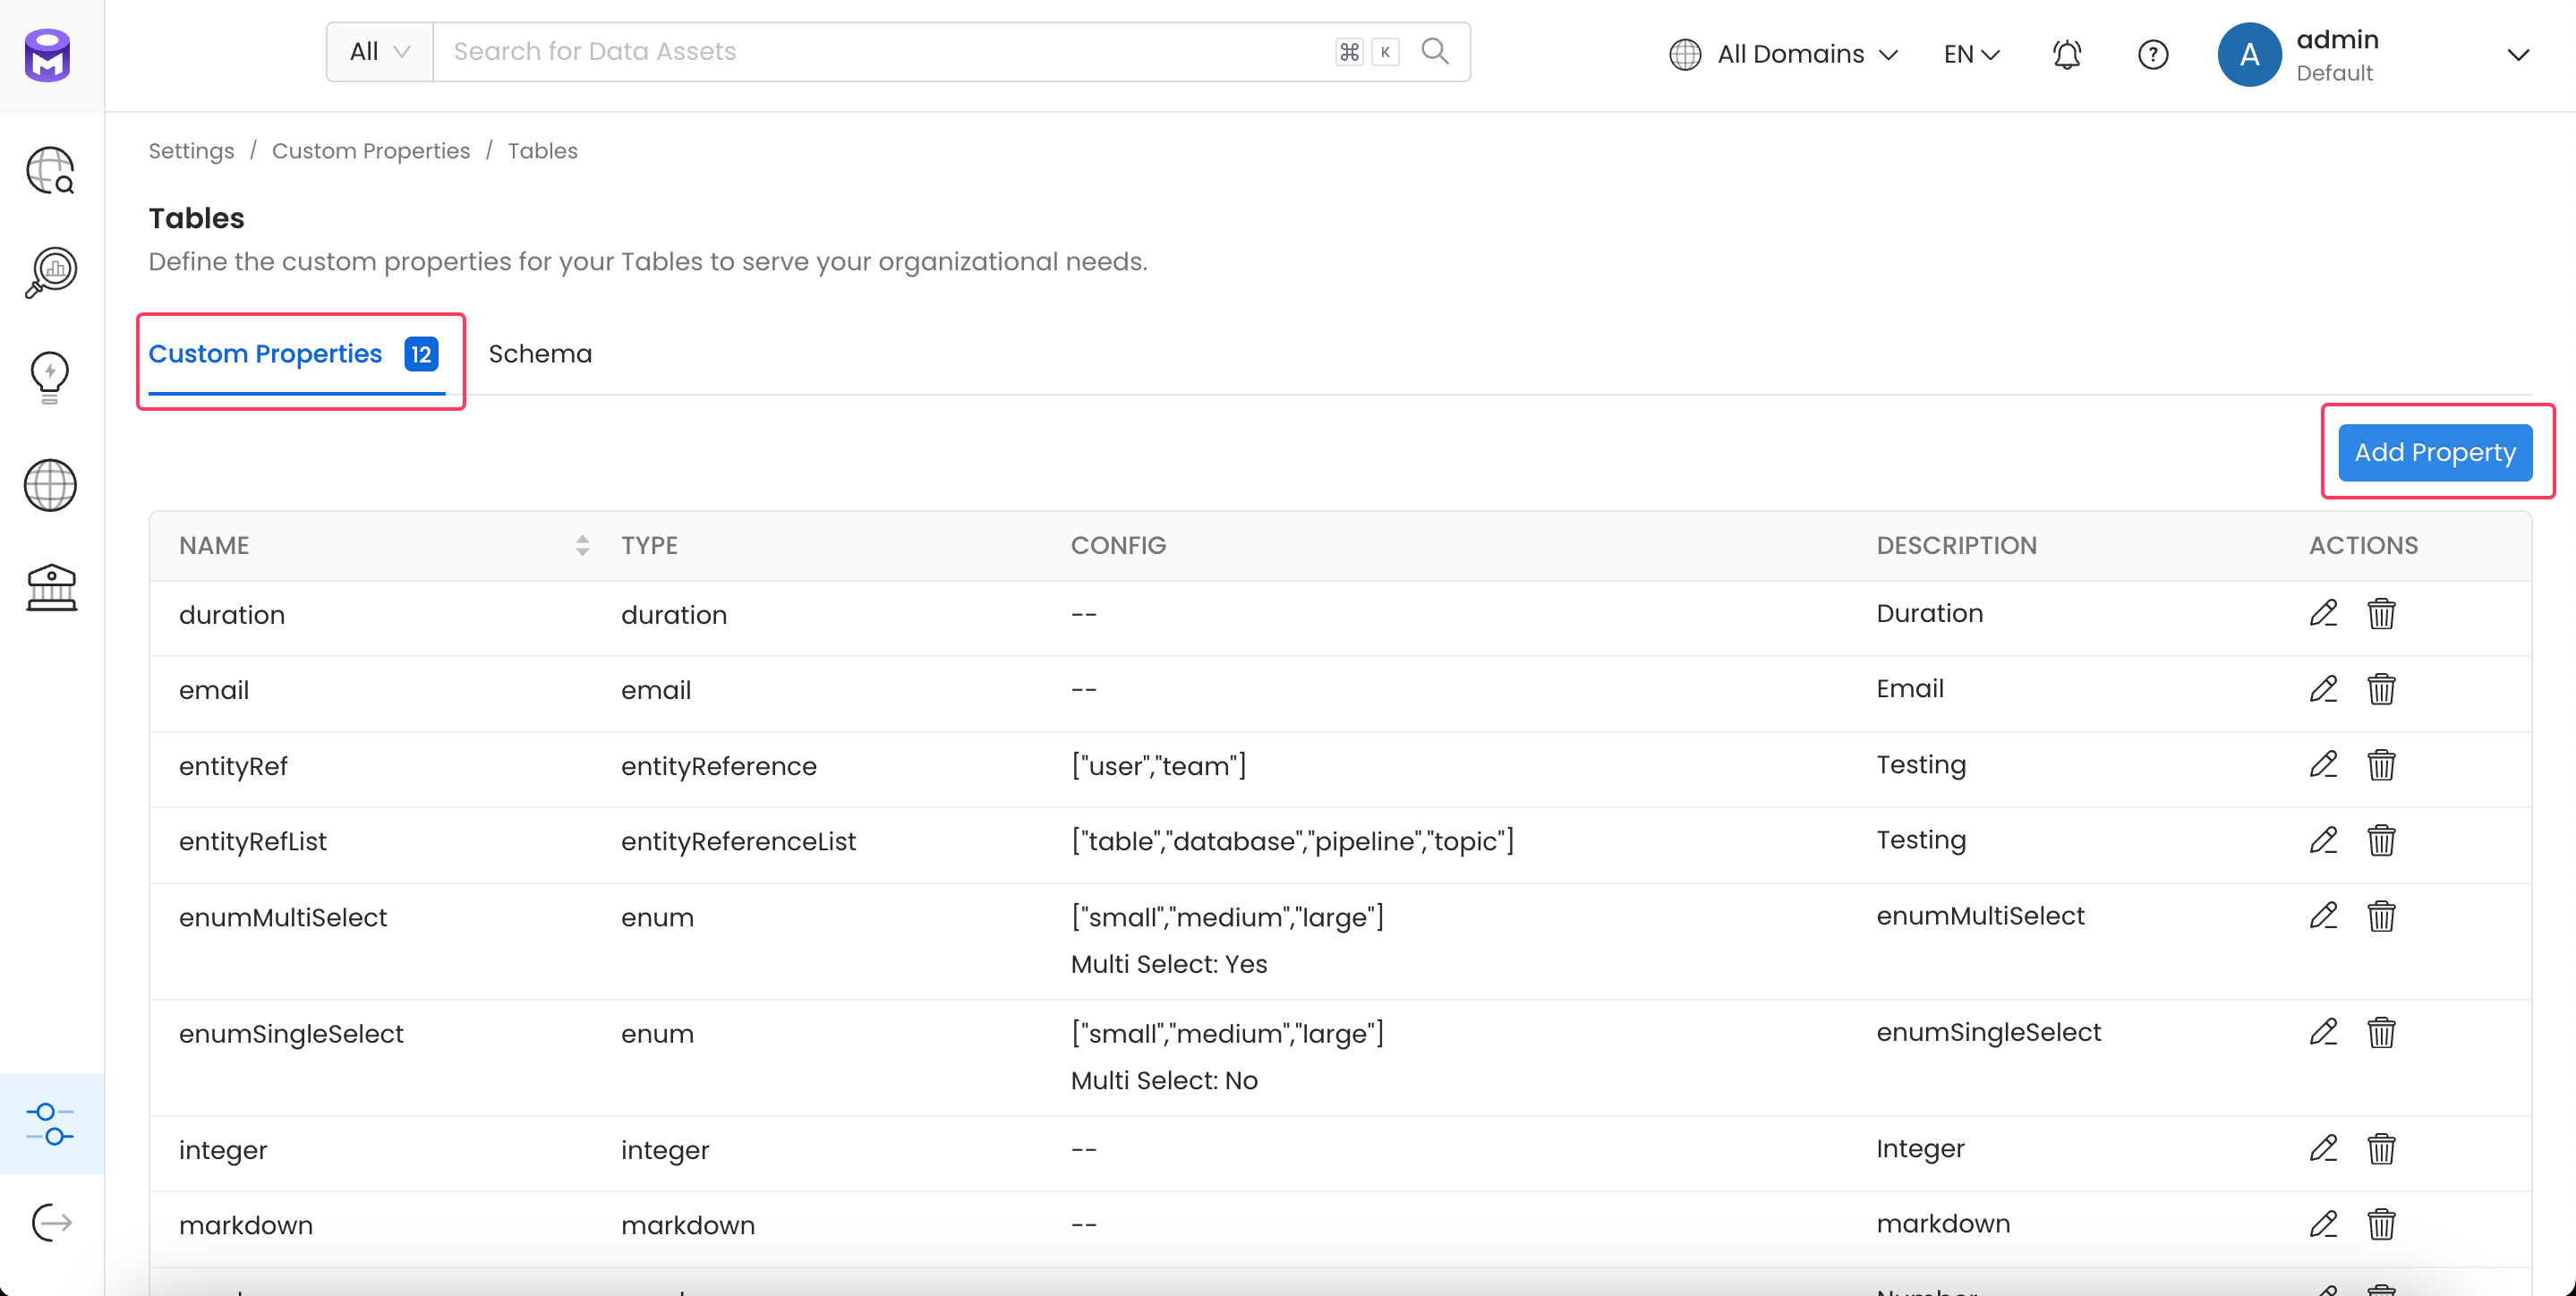 All Search for Data Assets ⌘ K All Domains EN ? A admin
Default
Settings / Custom Properties / Tables
Tables
Define the custom properties for your Tables to serve your organizational needs.
Custom Properties 12 Schema
Add Property
NAME TYPE CONFIG DESCRIPTION ACTIONS
duration duration -- Duration
email email -- Email
entityRef entityReference ["user","team"] Testing
entityRefList entityReferenceList ["table","database","pipeline","topic"] Testing
enumMultiSelect enum ["small","medium","large"] enumMultiSelect
Multi Select: Yes
enumSingleSelect enum ["small","medium","large"] enumSingleSelect
Multi Select: No
integer integer -- Integer
markdown markdown -- markdown